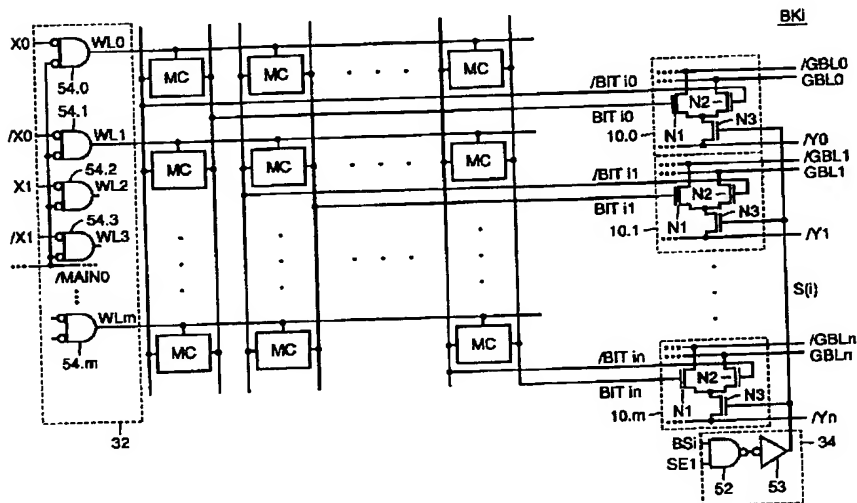 BKi
X0
WL0
MC
MC
MC
54.0
/BIT i0
BIT i0
/GBL0
GBL0
N2
N1
N3
10.0
/Y0
54.1
/X0
WL1
MC
MC
MC
/BIT i1
BIT i1
/GBL1
GBL1
N2
N1
N3
10.1
/Y1
54.2
X1
WL2
54.3
/X1
WL3
/MAIN0
S(i)
WLm
MC
MC
MC
54.m
/BIT in
BIT in
/GBLn
GBLn
N2
N1
N3
10.m
/Yn
32
BSi
SE1
52
53
34